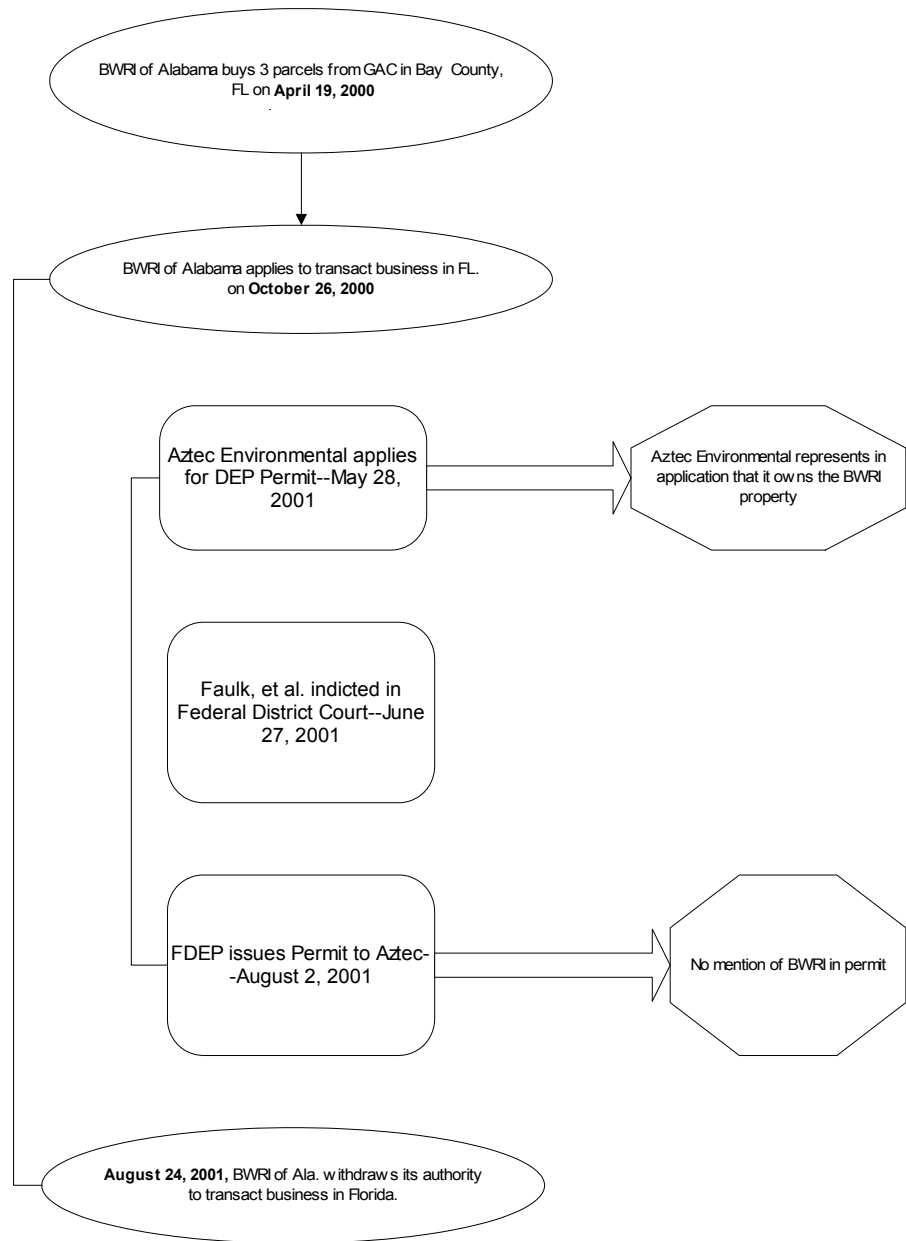 BWRI of Alabama buys 3 parcels from GAC in Bay County,
FL on April 19, 2000
.
BWRI of Alabama applies to transact business in FL.
on October 26, 2000
Aztec Environmental applies
for DEP Permit--May 28,
2001
Aztec Environmental represents in
application that it owns the BWRI
property
Faulk, et al. indicted in
Federal District Court--June
27, 2001
FDEP issues Permit to Aztec-
-August 2, 2001
No mention of BWRI in permit
August 24, 2001, BWRI of Ala. withdraws its authority
to transact business in Florida.